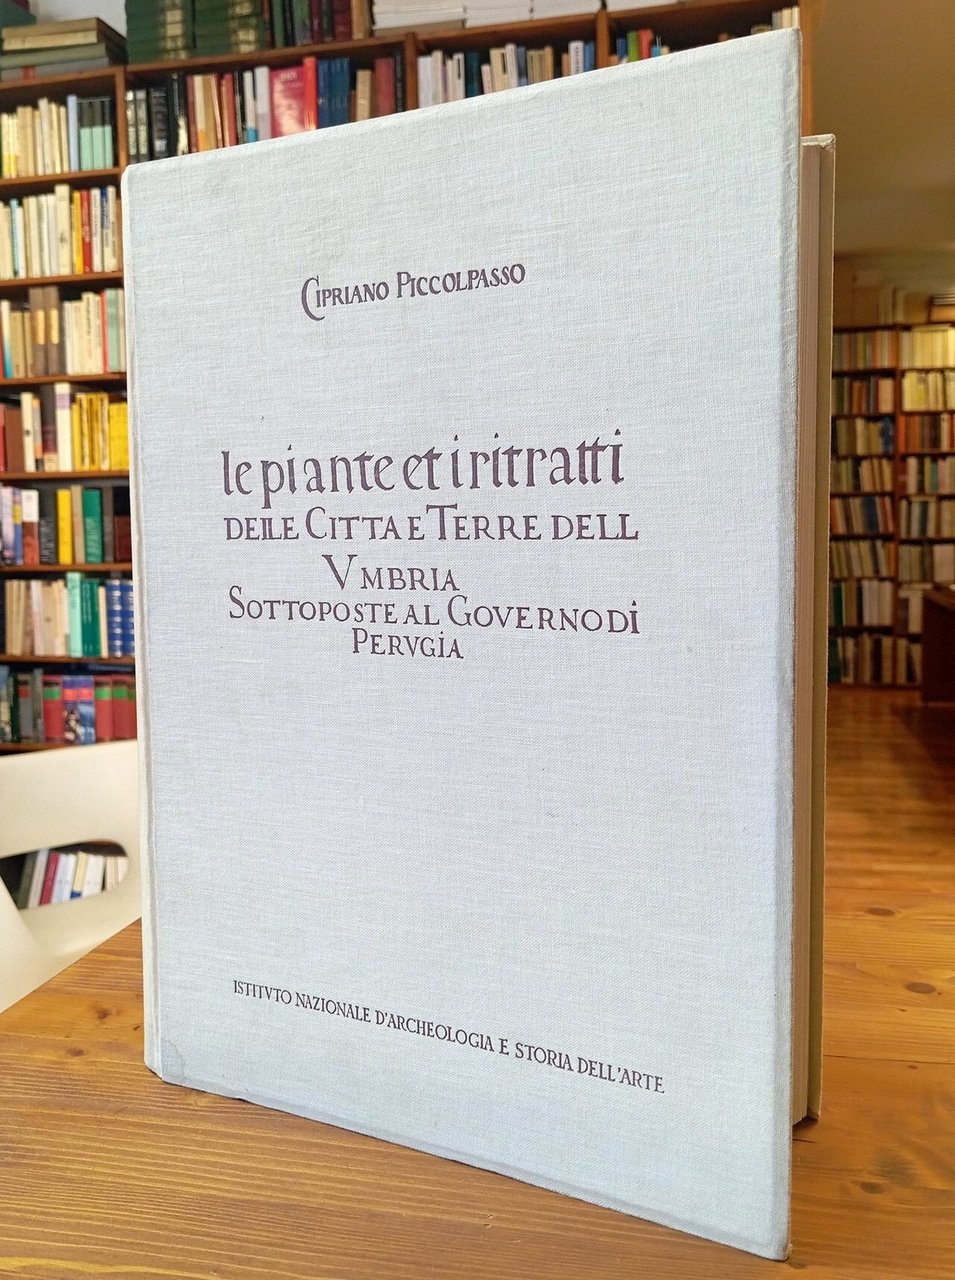 CIPRIANO PICCOLPASSO
le piante et i ritratti
DELLE CITTA E TERRE DELL
VMBRIA
SOTTOPOSTE AL GOVERNO DI
PERVGIA
ISTITVTO NAZIONALE D'ARCHEOLOGIA E STORIA DELL'ARTE